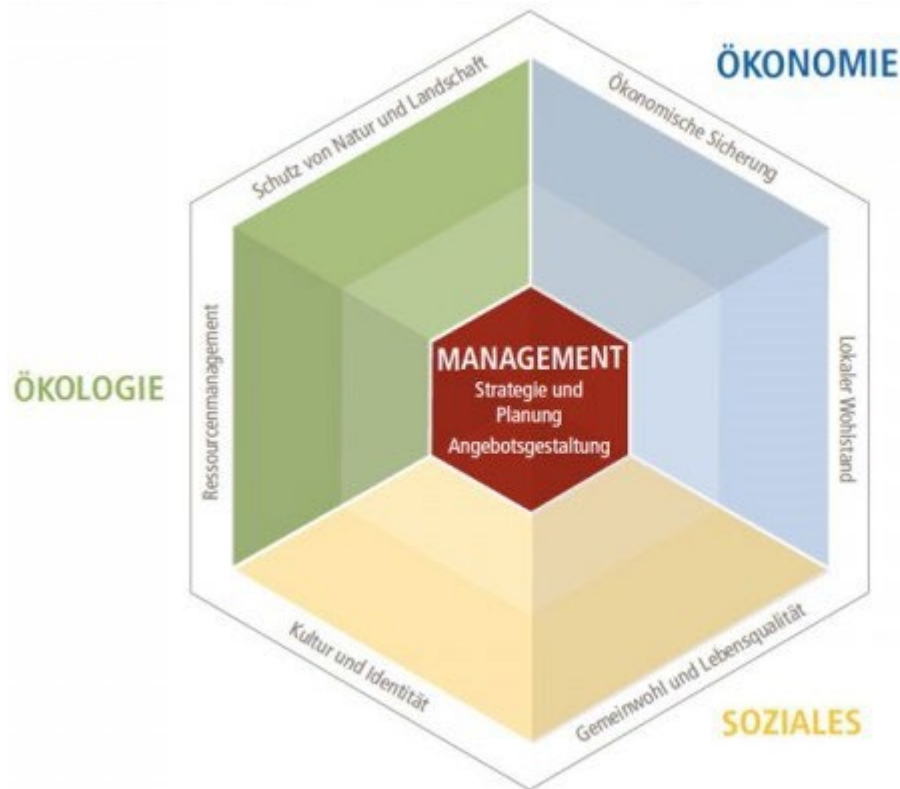 ÖKONOMIE
Schutz von Natur und Landschaft
Ökonomische Sicherung
ÖKOLOGIE
Ressourcenmanagement
MANAGEMENT
Strategie und
Planung
Angebotsgestaltung
Lokaler Wohlstand
Kultur und Identität
Gemeinwohl und Lebensqualität
SOZIALES